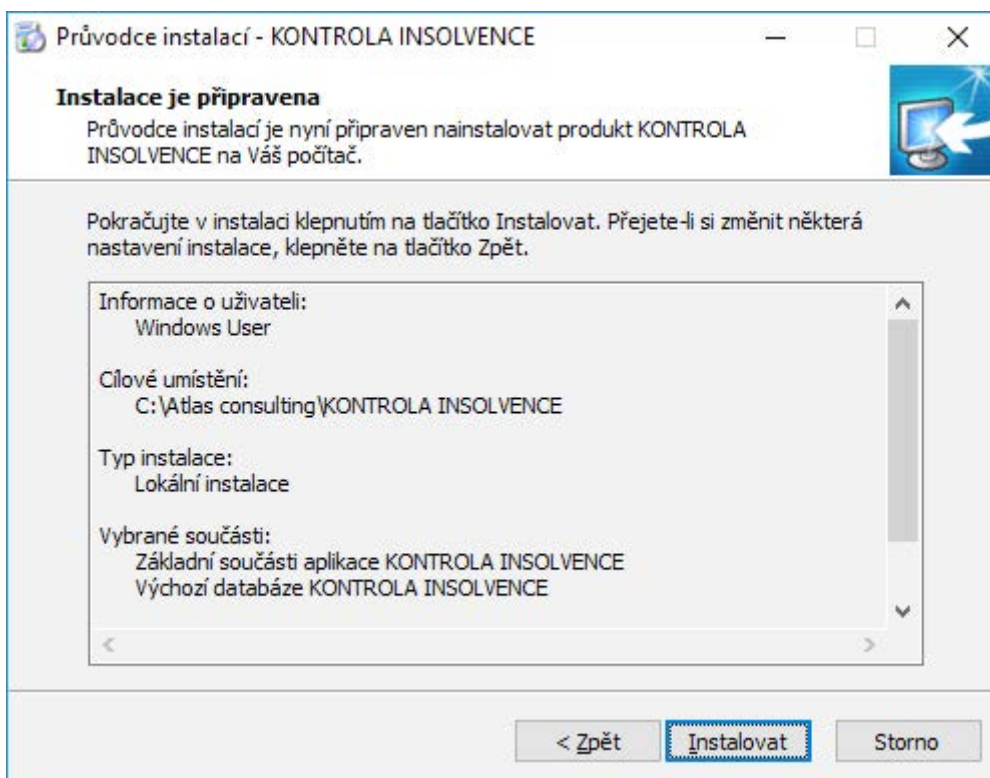 Průvodce instalací - KONTROLA INSOLVENCE
Instalace je připravena
Průvodce instalací je nyní připraven nainstalovat produkt KONTROLA
INSOLVENCE na Váš počítač.
Pokračujte v instalaci klepnutím na tlačítko Instalovat. Přejete-li si změnit některá
nastavení instalace, klepněte na tlačítko Zpět.
Informace o uživateli:
Windows User
Cílové umístění:
C:\Atlas consulting\KONTROLA INSOLVENCE
Typ instalace:
Lokální instalace
Vybrané součásti:
Základní součásti aplikace KONTROLA INSOLVENCE
Výchozí databáze KONTROLA INSOLVENCE
< Zpět Instalovat Storno